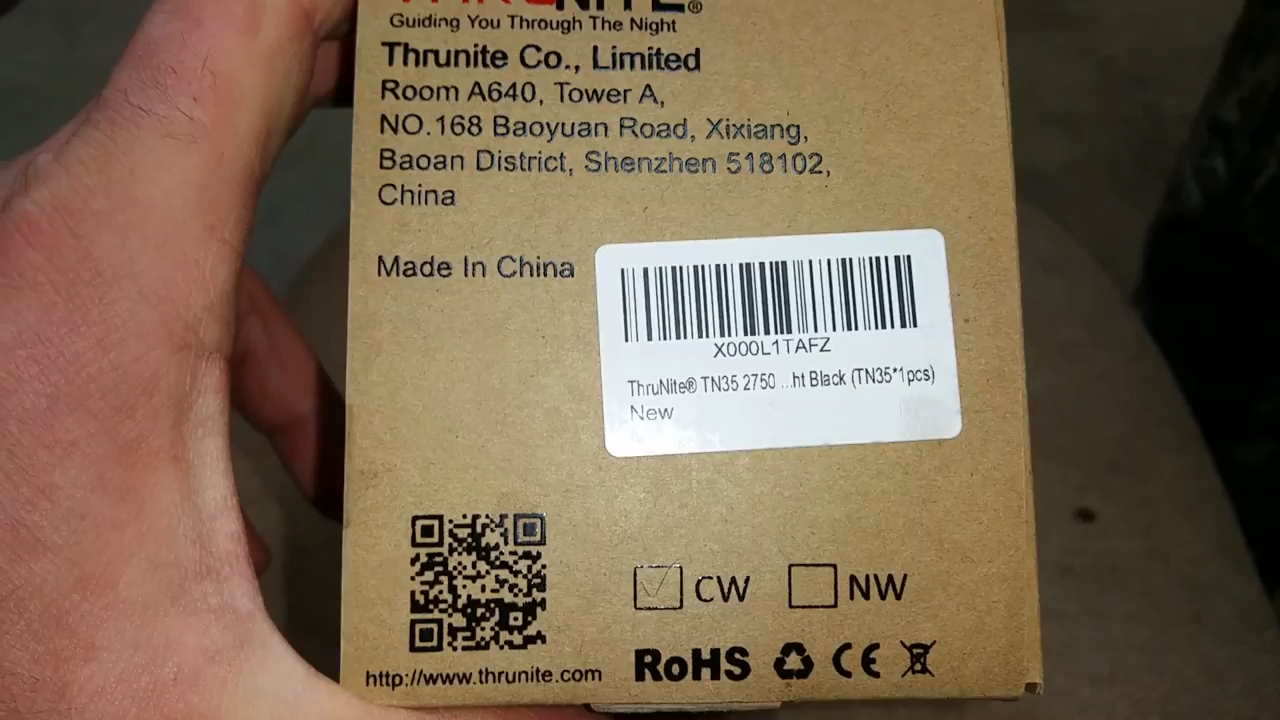 Guiding You Through The Night
Thrunite Co., Limited
Room A640, Tower A,
NO.168 Baoyuan Road, Xixiang,
Baoan District, Shenzhen 518102,
China
Made In China
X000L1TAFZ
ThruNite® TN35 2750 ...ht Black (TN35*1pcs)
New
CW NW
RoHS CE
http://www.thrunite.com